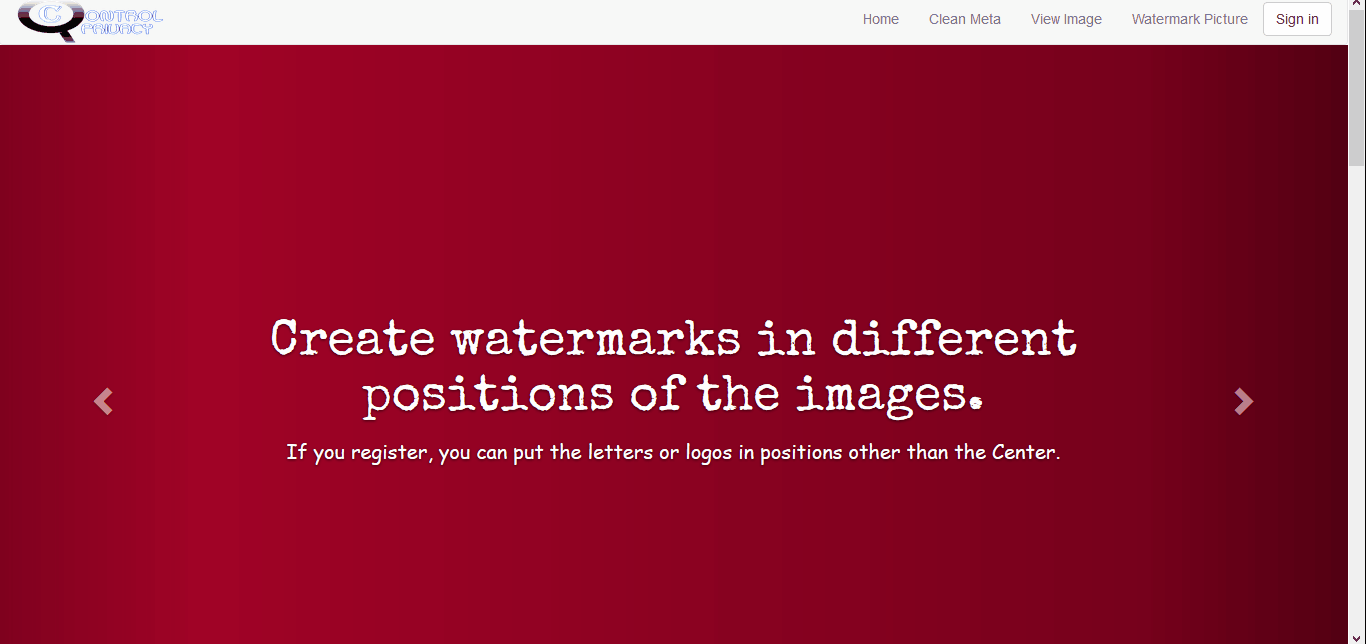 CONTROL
PRIVACY
Home
Clean Meta
View Image
Watermark Picture
Sign in
Create watermarks in different
positions of the images.
If you register, you can put the letters or logos in positions other than the Center.